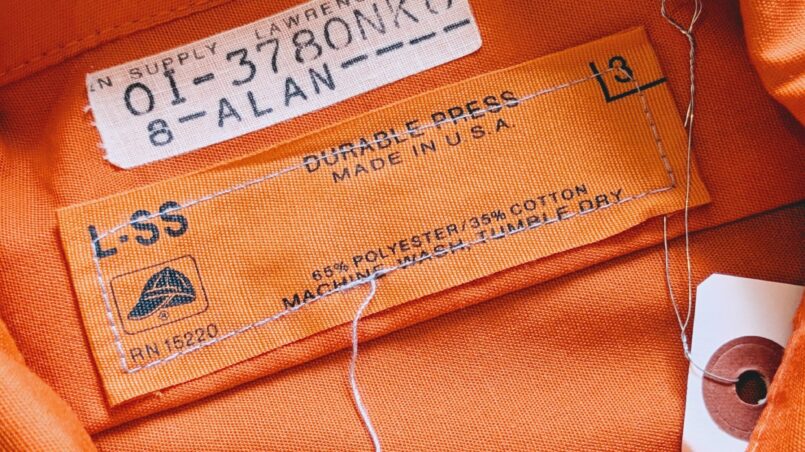 N SUPPLY LAWRENC
01-3780NK()
8-ALAN----
DURABLE PRESS
MADE IN U.S.A.
L3
L-SS
65% POLYESTER/35% COTTON
MACHINE WASH, TUMBLE DRY
®
RN 15220